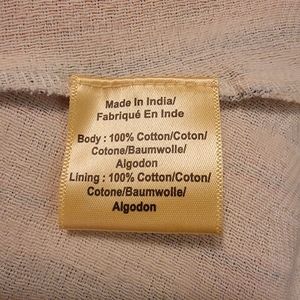 Made In India/
Fabriqué En Inde
Body : 100% Cotton/Coton/
Cotone/Baumwolle/
Algodon
Lining : 100% Cotton/Coton/
Cotone/Baumwolle/
Algodon